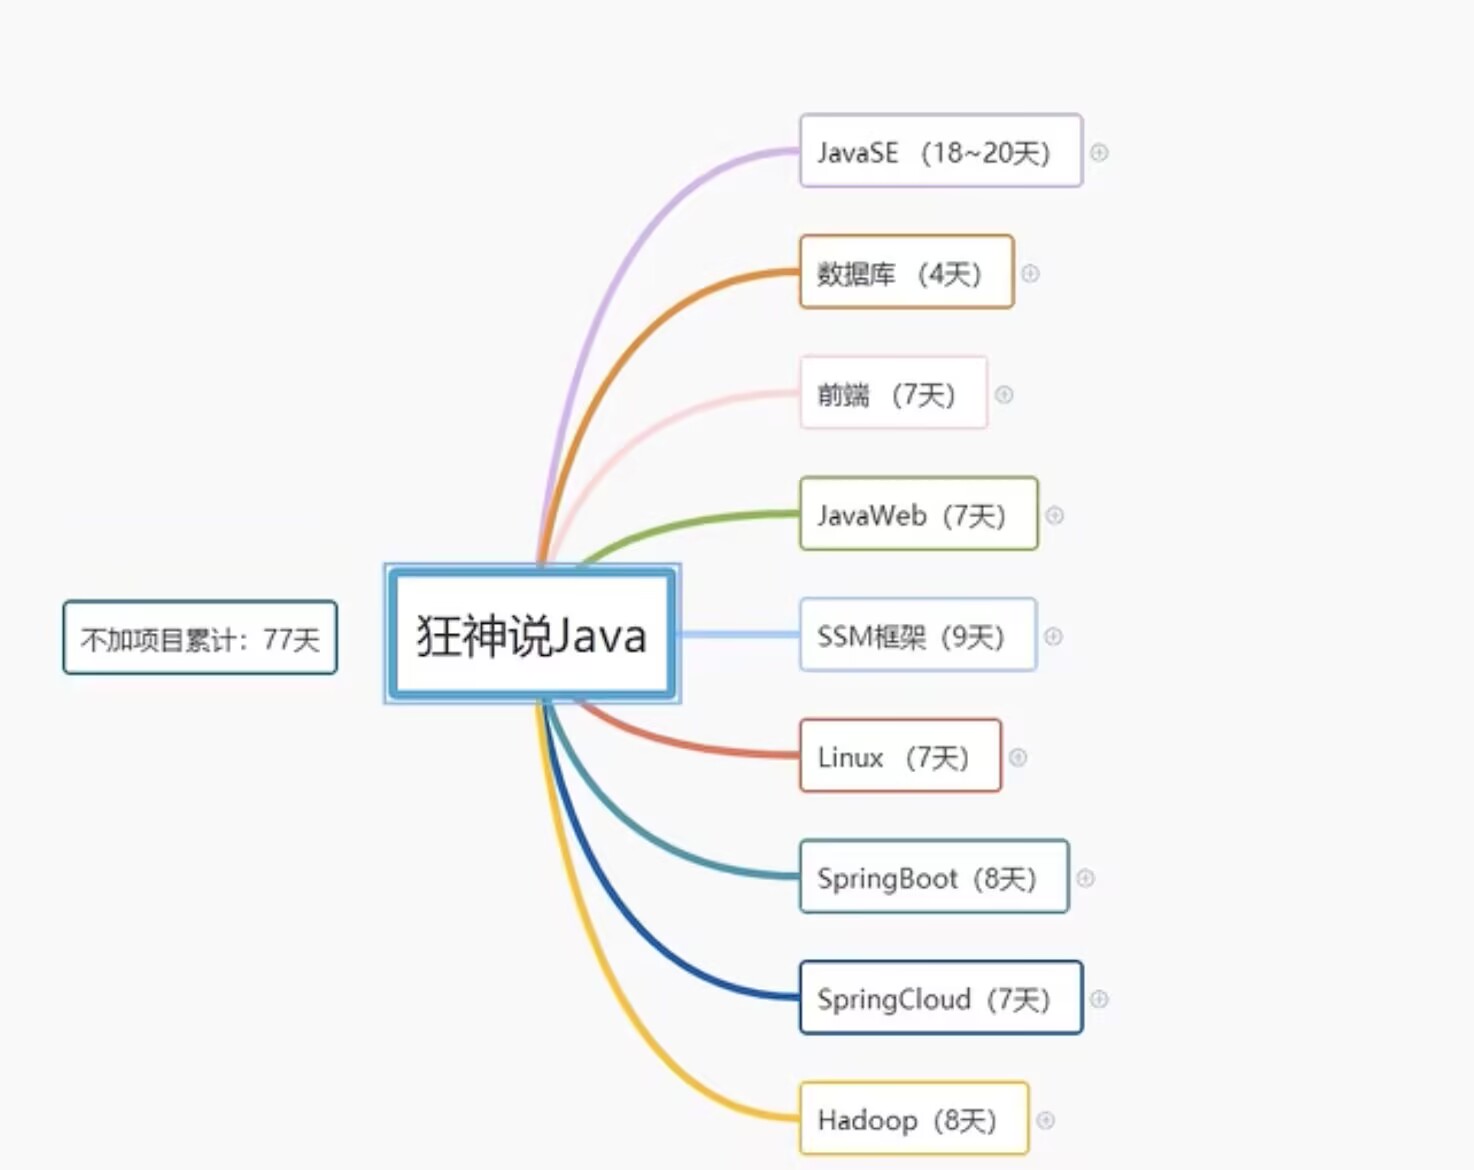 JavaSE （18~20天）
数据库 （4天）
前端 （7天）
JavaWeb（7天）
不加项目累计：77天
狂神说Java
SSM框架（9天）
Linux （7天）
SpringBoot（8天）
SpringCloud（7天）
Hadoop（8天）